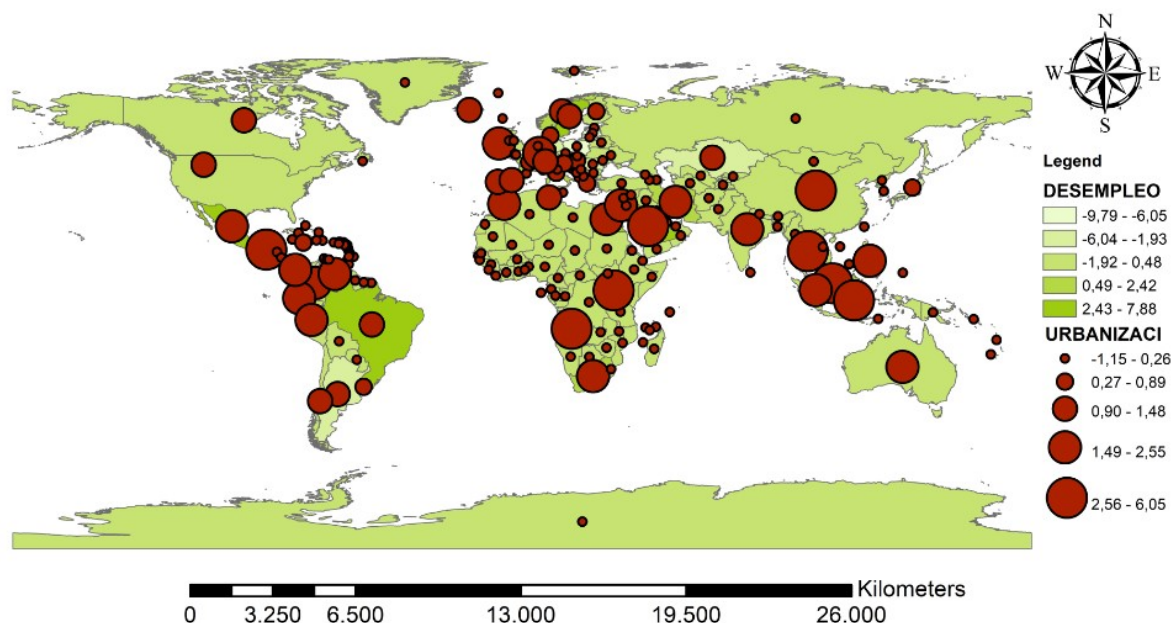 N
W E
S
Legend
DESEMPLEO
-9,79 - -6,05
-6,04 - -1,93
-1,92 - 0,48
0,49 - 2,42
2,43 - 7,88
URBANIZACI
-1,15 - 0,26
0,27 - 0,89
0,90 - 1,48
1,49 - 2,55
2,56 - 6,05
Kilometers
0 3.250 6.500 13.000 19.500 26.000